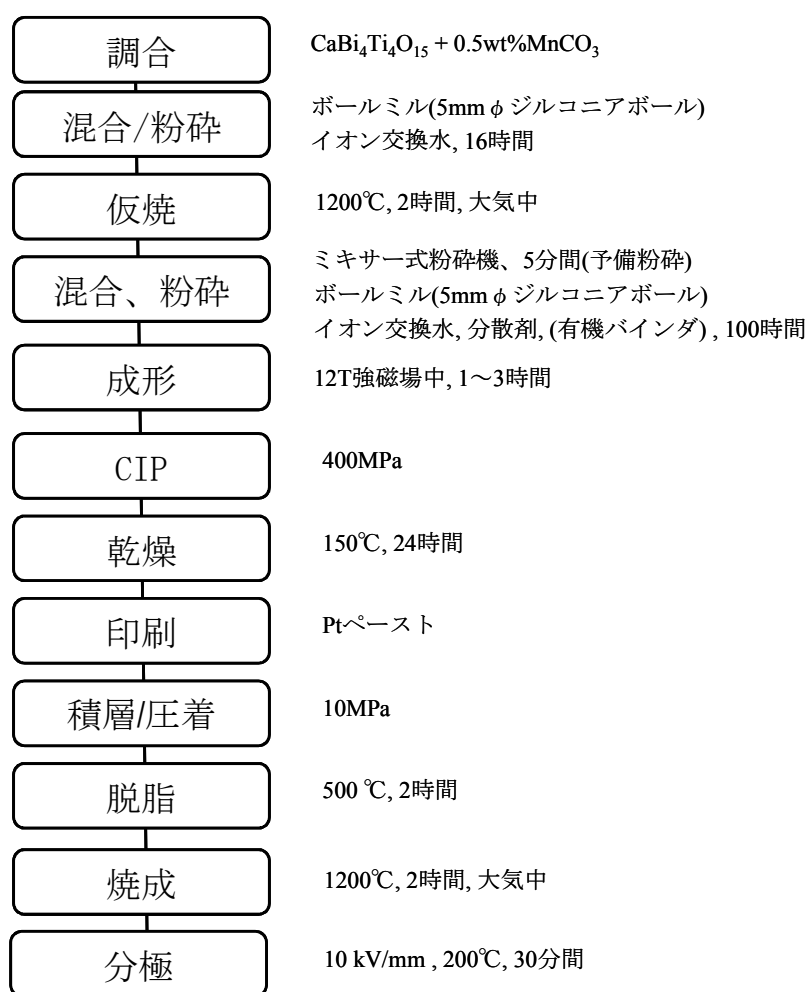 調合
CaBi4Ti4O15 + 0.5wt%MnCO3
混合/粉砕
ボールミル(5mmφジルコニアボール)
イオン交換水, 16時間
仮焼
1200℃, 2時間, 大気中
混合、粉砕
ミキサー式粉砕機、5分間(予備粉砕)
ボールミル(5mmφジルコニアボール)
イオン交換水, 分散剤, (有機バインダ) , 100時間
成形
12T強磁場中, 1～3時間
CIP
400MPa
乾燥
150℃, 24時間
印刷
Ptペースト
積層/圧着
10MPa
脱脂
500 ℃, 2時間
焼成
1200℃, 2時間, 大気中
分極
10 kV/mm , 200℃, 30分間